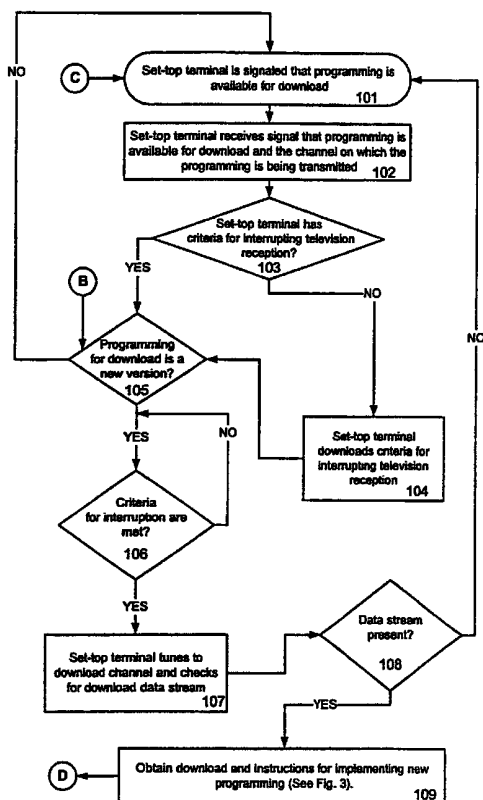 NO
C
Set-top terminal is signaled that programming is
available for download
101
Set-top terminal receives signal that programming is
available for download and the channel on which the
programming is being transmitted
102
Set-top terminal has
criteria for interrupting television
reception?
103
YES
NO
B
Programming
for download is a
new version?
105
NO
YES
NO
Set-top terminal
downloads criteria for
interrupting television
reception
104
Criteria
for interruption are
met?
106
YES
Data stream
present?
108
Set-top terminal tunes to
download channel and checks
for download data stream
107
YES
D
Obtain download and instructions for implementing new
programming (See Fig. 3).
109